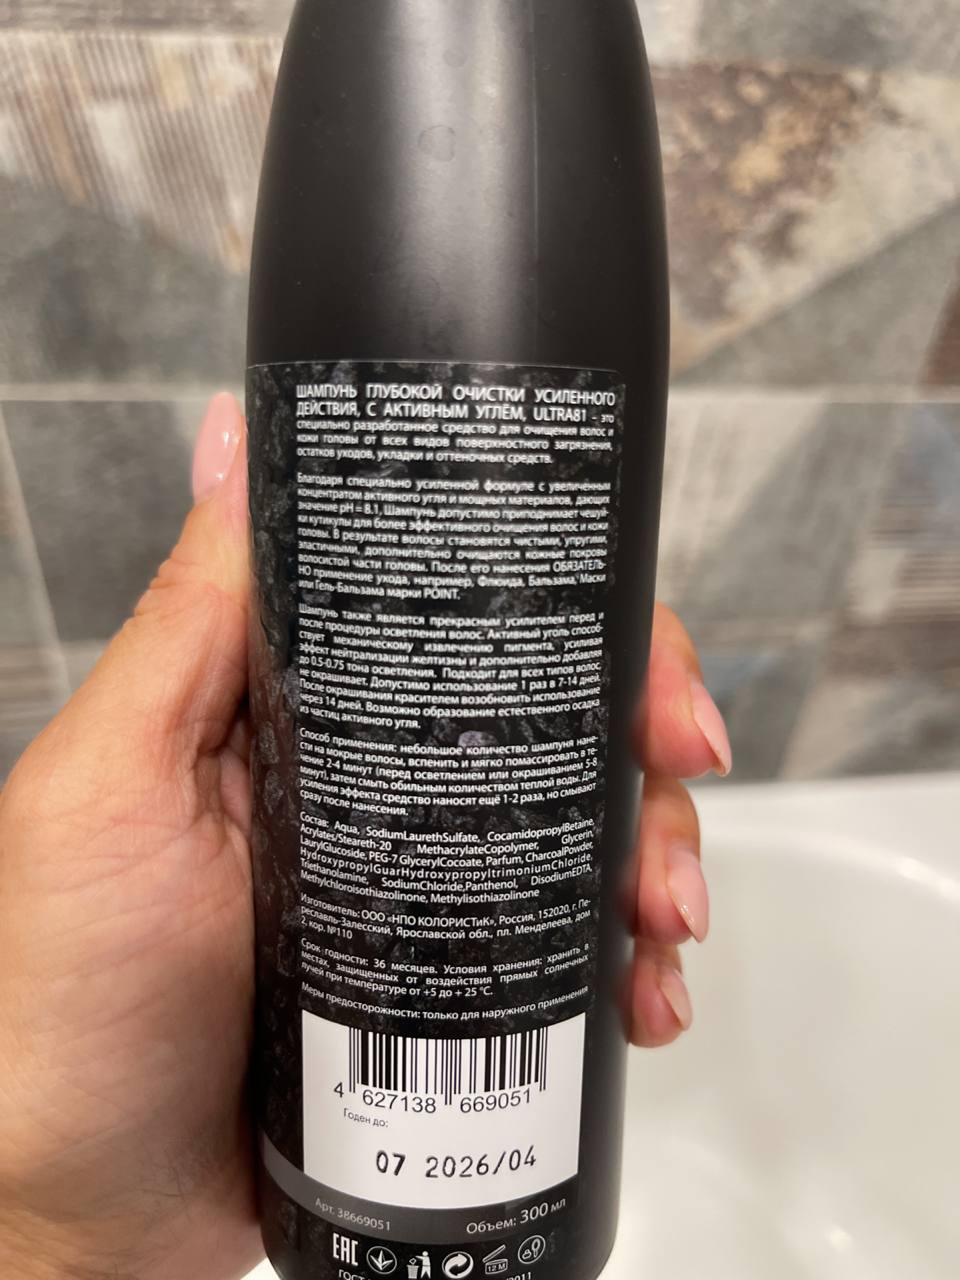 ШАМПУНЬ ГЛУБОКОЙ ОЧИСТКИ УСИЛЕННОГО
ДЕЙСТВИЯ, С АКТИВНЫМ УГЛЁМ, ULTRA81 – это
специально разработанное средство для очищения волос и
кожи головы от всех видов поверхностного загрязнения,
остатков уходов, укладки и оттеночных средств.
Благодаря специально усиленной формуле с увеличенным
концентратом активного угля и мощных материалов, дающих
значение pH = 8.1, Шампунь допустимо приподнимает чешуй-
ки кутикулы для более эффективного очищения волос и кожи
головы. В результате волосы становятся чистыми, упругими,
эластичными, дополнительно очищаются кожные покровы
волосистой части головы. После его нанесения ОБЯЗАТЕЛЬ-
НО применение ухода, например, Флюида, Бальзама, Маски
или Гель-Бальзама марки POINT.
Шампунь также является прекрасным усилителем перед и
после процедуры осветления волос. Активный уголь способ-
ствует механическому извлечению пигмента, усиливая
эффект нейтрализации желтизны и дополнительно добавляя
до 0.5-0.75 тона осветления. Подходит для всех типов волос,
не окрашивает. Допустимо использование 1 раз в 7-14 дней.
После окрашивания красителем возобновить использование
через 14 дней. Возможно образование естественного осадка
из частиц активного угля.
Способ применения: небольшое количество шампуня нане-
сти на мокрые волосы, вспенить и мягко помассировать в те-
чение 2-4 минут (перед осветлением или окрашиванием 5-8
минут), затем смыть обильным количеством теплой воды. Для
усиления эффекта средство наносят ещё 1-2 раза, но смывают
сразу после нанесения.
Состав: Aqua, SodiumLaurethSulfate, CocamidopropylBetaine,
Acrylates/Steareth-20 MethacrylateCopolymer, Glycerin,
LaurylGlucoside, PEG-7 GlycerylCocoate, Parfum, CharcoalPowder,
HydroxypropylGuarHydroxypropyltrimoniumChloride,
Triethanolamine, SodiumChloride,Panthenol, DisodiumEDTA,
Methylchloroisothiazolinone, Methylisothiazolinone
Изготовитель: ООО «НПО КОЛОРИСТиК», Россия, 152020, г. Пе-
реславль-Залесский, Ярославской обл., пл. Менделеева, дом
2, кор. №110
Срок годности: 36 месяцев. Условия хранения: хранить в
местах, защищенных от воздействия прямых солнечных
лучей при температуре от +5 до + 25 °С.
Меры предосторожности: только для наружного применения
4 627138 669051
Годен до:
07 2026/04
Арт. 38669051 Объем: 300 мл
EAC 12 M
ГОСТ